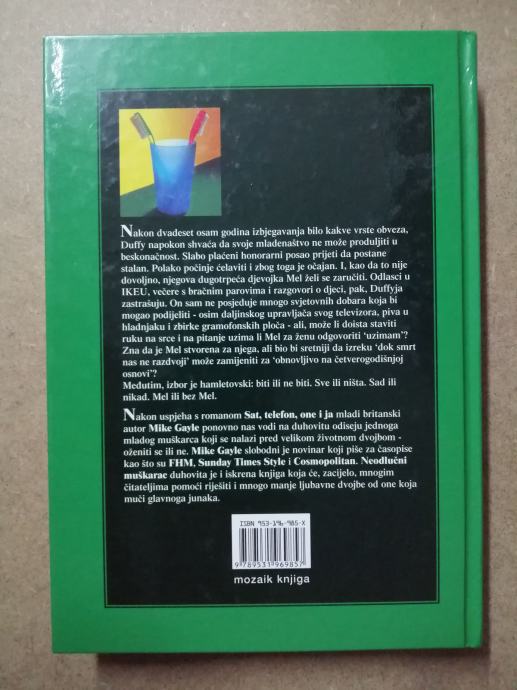 Nakon dvadeset osam godina izbjegavanja bilo kakve vrste obveza,
Duffy napokon shvaća da svoje mladenaštvo ne može produljiti u
beskonačnost. Slabo plaćeni honorarni posao prijeti da postane
stalan. Polako počinje ćelaviti i zbog toga je očajan. I, kao da to nije
dovoljno, njegova dugotrpeća djevojka Mel želi se zaručiti. Odlasci u
IKEU, večere s bračnim parovima i razgovori o djeci, pak, Duffyja
zastrašuju. On sam ne posjeduje mnogo svjetovnih dobara koja bi
mogao podijeliti - osim daljinskog upravljača svog televizora, piva u
hladnjaku i zbirke gramofonskih ploča - ali, može li doista staviti
ruku na srce i na pitanje uzima li Mel za ženu odgovoriti 'uzimam'?
Zna da je Mel stvorena za njega, ali bio bi sretniji da izreku 'dok smrt
nas ne razdvoji' može zamijeniti za 'obnovljivo na četverogodišnjoj
osnovi'?
Međutim, izbor je hamletovski: biti ili ne biti. Sve ili ništa. Sad ili
nikad. Mel ili bez Mel.
Nakon uspjeha s romanom Sat, telefon, one i ja mladi britanski
autor Mike Gayle ponovno nas vodi na duhovitu odiseju jednoga
mladog muškarca koji se nalazi pred velikom životnom dvojbom -
oženiti se ili ne. Mike Gayle slobodni je novinar koji piše za časopise
kao što su FHM, Sunday Times Style i Cosmopolitan. Neodlučni
muškarac duhovita je i iskrena knjiga koja će, zacijelo, mnogim
čitateljima pomoći riješiti i mnogo manje ljubavne dvojbe od one koja
muči glavnoga junaka.
ISBN 953-196-985-X
9 789531 969857
mozaik knjiga